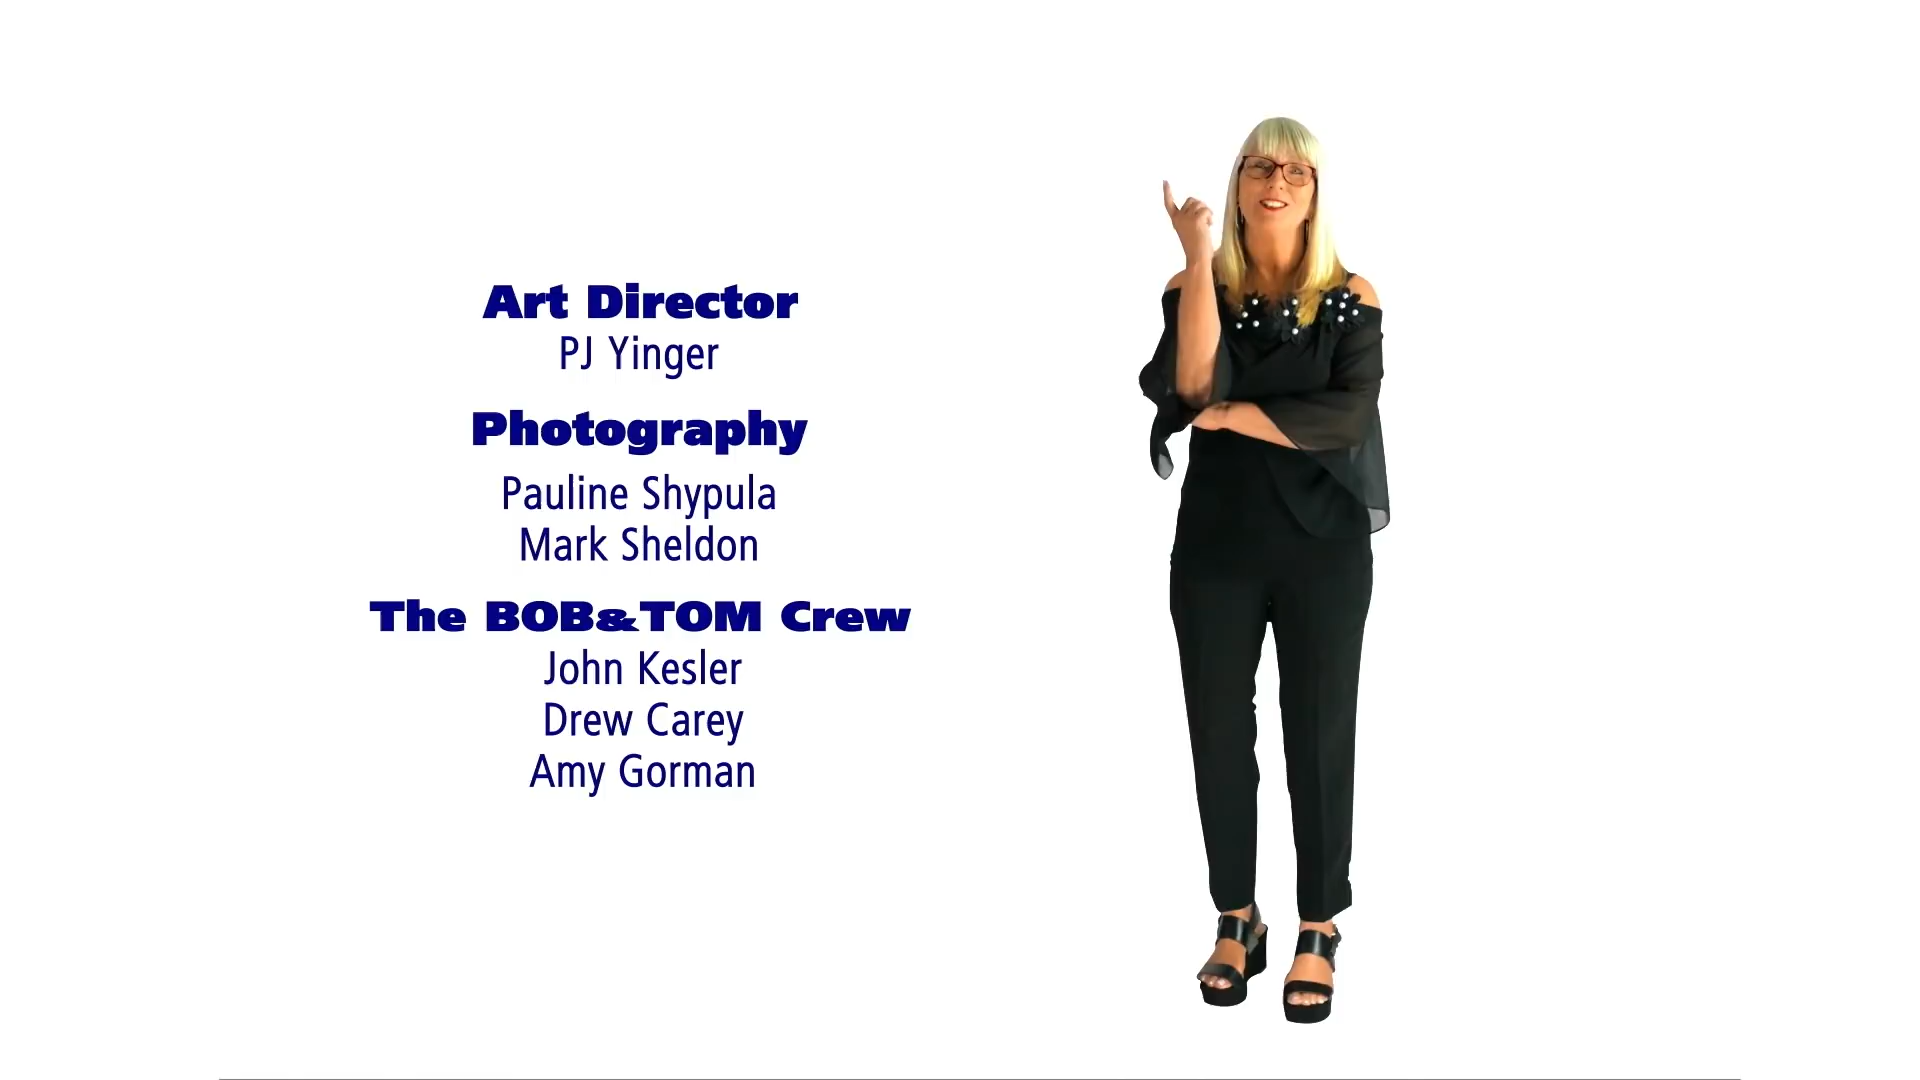 Art Director
PJ Yinger
Photography
Pauline Shypula
Mark Sheldon
The BOB&TOM Crew
John Kesler
Drew Carey
Amy Gorman